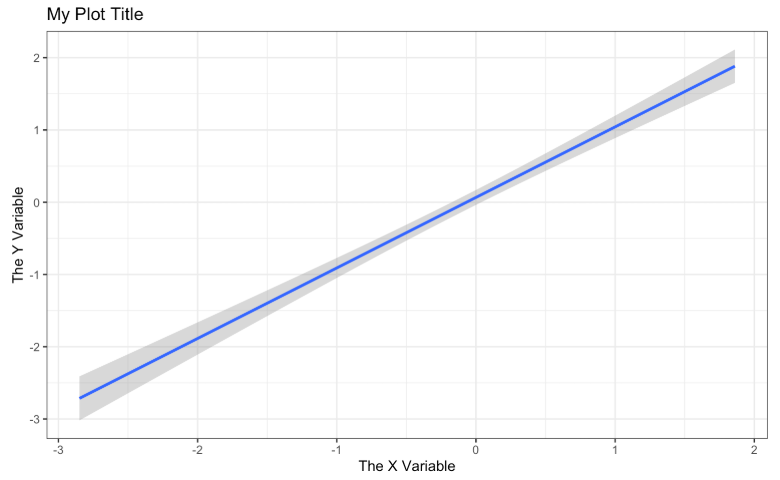 My Plot Title
2
1
0
-1
-2
-3
The Y Variable
-3 -2 -1 0 1 2
The X Variable